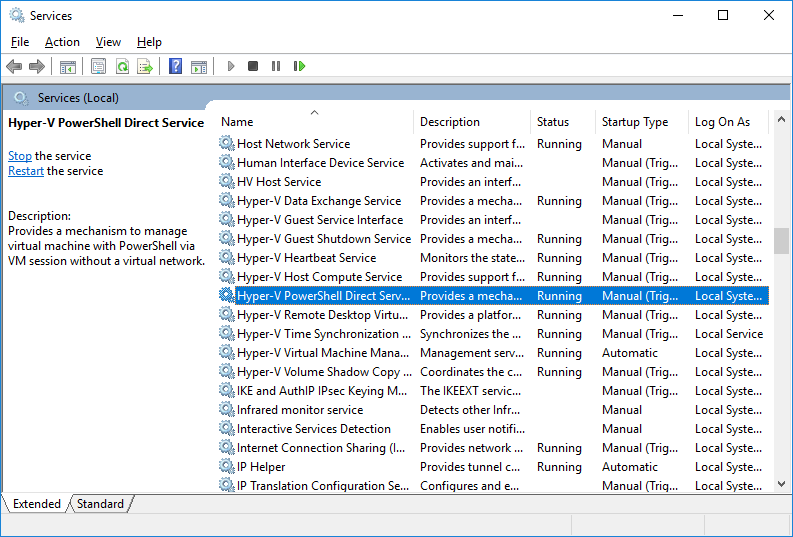 Services
File Action View Help
Services (Local)
Hyper-V PowerShell Direct Service
Stop the service
Restart the service
Description:
Provides a mechanism to manage
virtual machine with PowerShell via
VM session without a virtual network.
Name Description Status Startup Type Log On As
Host Network Service Provides support f... Running Manual Local Syste...
Human Interface Device Service Activates and mai... Manual (Trig... Local Syste...
HV Host Service Provides an interf... Manual (Trig... Local Syste...
Hyper-V Data Exchange Service Provides a mecha... Running Manual (Trig... Local Syste...
Hyper-V Guest Service Interface Provides an interf... Manual (Trig... Local Syste...
Hyper-V Guest Shutdown Service Provides a mecha... Running Manual (Trig... Local Syste...
Hyper-V Heartbeat Service Monitors the state... Running Manual (Trig... Local Syste...
Hyper-V Host Compute Service Provides support f... Running Manual (Trig... Local Syste...
Hyper-V PowerShell Direct Serv... Provides a mecha... Running Manual (Trig... Local Syste...
Hyper-V Remote Desktop Virtu... Provides a platfor... Running Manual (Trig... Local Syste...
Hyper-V Time Synchronization ... Synchronizes the ... Running Manual (Trig... Local Service
Hyper-V Virtual Machine Mana... Management serv... Running Automatic Local Syste...
Hyper-V Volume Shadow Copy ... Coordinates the c... Running Manual (Trig... Local Syste...
IKE and AuthIP IPsec Keying M... The IKEEXT servic... Manual (Trig... Local Syste...
Infrared monitor service Detects other Infr... Manual Local Syste...
Interactive Services Detection Enables user notifi... Manual Local Syste...
Internet Connection Sharing (I... Provides network ... Running Manual (Trig... Local Syste...
IP Helper Provides tunnel c... Running Automatic Local Syste...
IP Translation Configuration Se... Configures and e... Manual (Trig... Local Syste...
Extended Standard